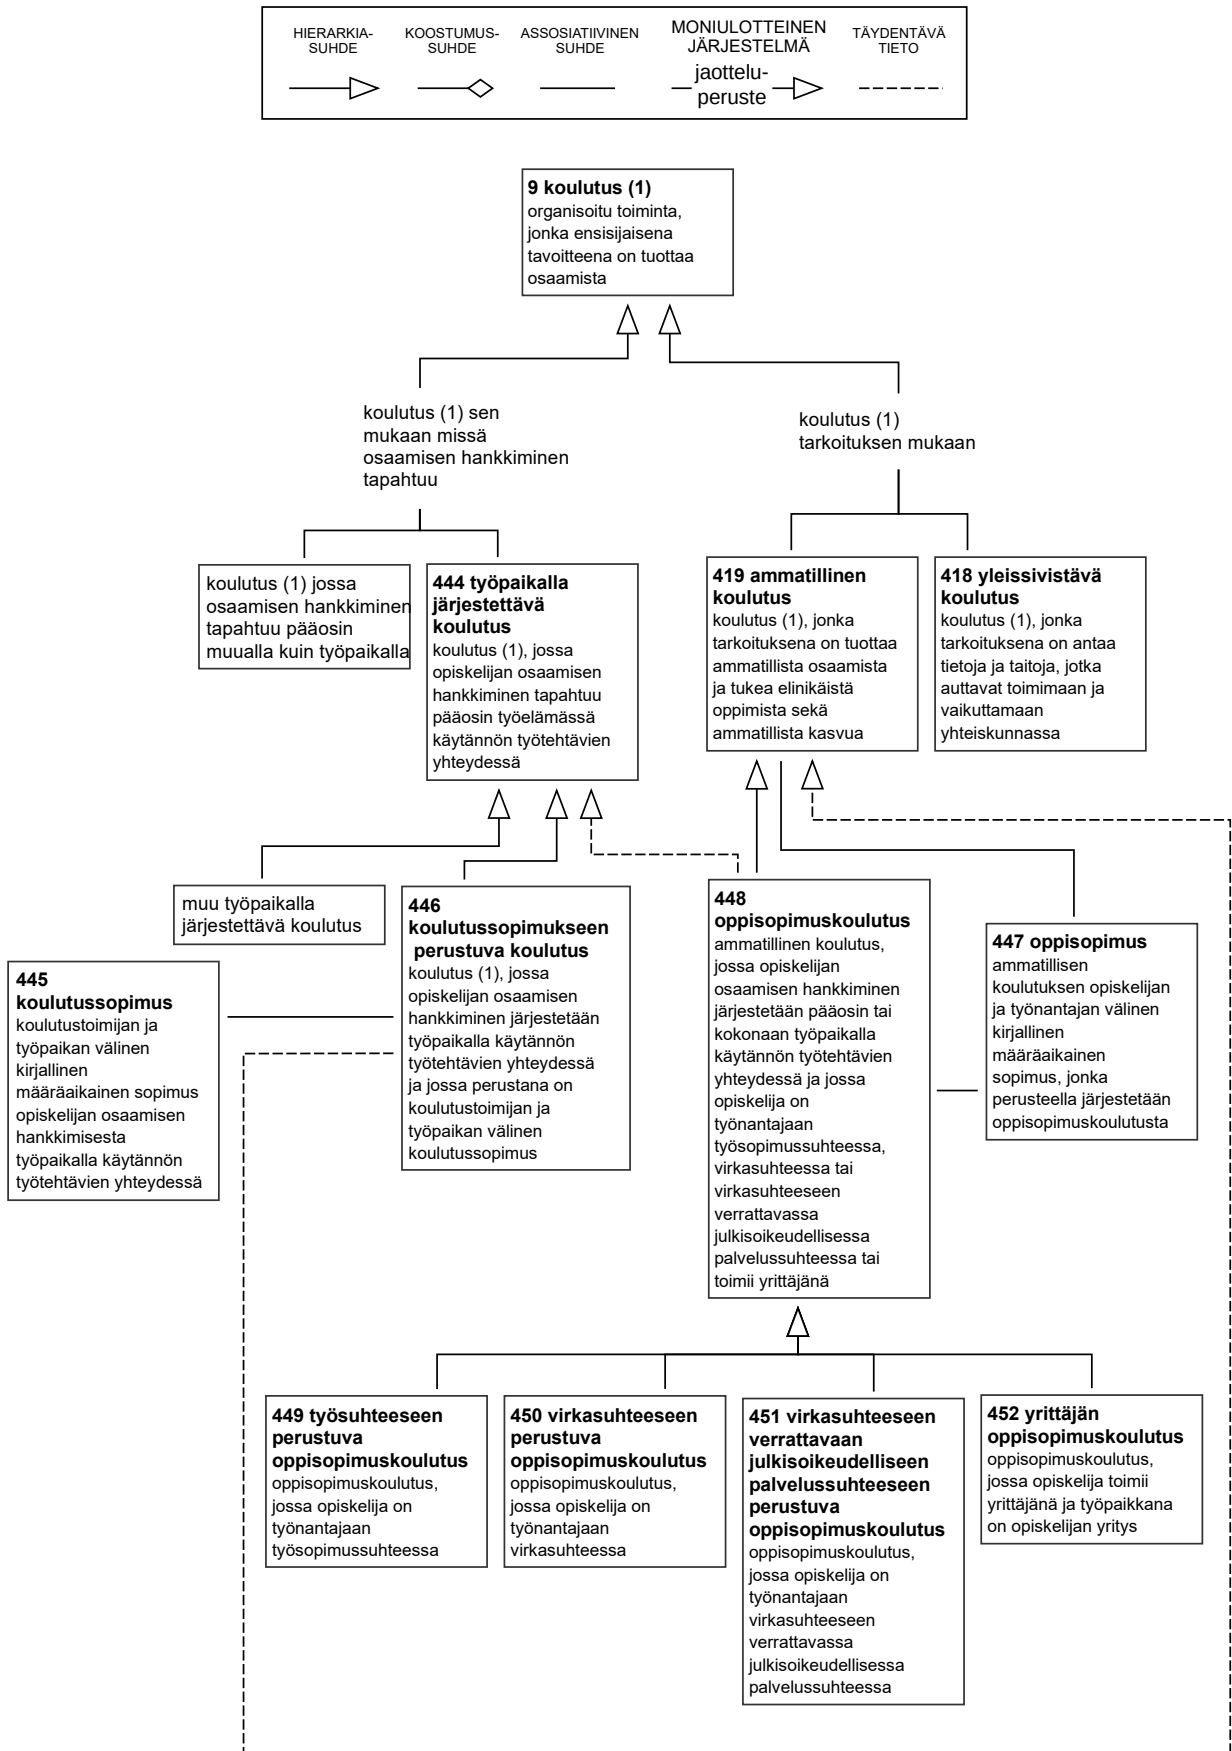 HIERARKIA-
SUHDE
KOOSTUMUS-
SUHDE
ASSOSIATIIVINEN
SUHDE
MONIULOTTEINEN
JÄRJESTELMÄ
jaottelu-
peruste
TÄYDENTÄVÄ
TIETO
9 koulutus (1)
organisoitu toiminta,
jonka ensisijaisena
tavoitteena on tuottaa
osaamista
koulutus (1) sen
mukaan missä
osaamisen hankkiminen
tapahtuu
koulutus (1)
tarkoituksen mukaan
koulutus (1) jossa
osaamisen hankkiminen
tapahtuu pääosin
muualla kuin työpaikalla
444 työpaikalla
järjestettävä
koulutus
koulutus (1), jossa
opiskelijan osaamisen
hankkiminen tapahtuu
pääosin työelämässä
käytännön työtehtävien
yhteydessä
419 ammatillinen
koulutus
koulutus (1), jonka
tarkoituksena on tuottaa
ammatillista osaamista
ja tukea elinikäistä
oppimista sekä
ammatillista kasvua
418 yleissivistävä
koulutus
koulutus (1), jonka
tarkoituksena on antaa
tietoja ja taitoja, jotka
auttavat toimimaan ja
vaikuttamaan
yhteiskunnassa
muu työpaikalla
järjestettävä koulutus
446
koulutussopimukseen
perustuva koulutus
koulutus (1), jossa
opiskelijan osaamisen
hankkiminen järjestetään
työpaikalla käytännön
työtehtävien yhteydessä
ja jossa perustana on
koulutustoimijan ja
työpaikan välinen
koulutussopimus
448
oppisopimuskoulutus
ammatillinen koulutus,
jossa opiskelijan
osaamisen hankkiminen
järjestetään pääosin tai
kokonaan työpaikalla
käytännön työtehtävien
yhteydessä ja jossa
opiskelija on
työnantajaan
työsopimussuhteessa,
virkasuhteessa tai
virkasuhteeseen
verrattavassa
julkisoikeudellisessa
palvelussuhteessa tai
toimii yrittäjänä
447 oppisopimus
ammatillisen
koulutuksen opiskelijan
ja työnantajan välinen
kirjallinen
määräaikainen
sopimus, jonka
perusteella järjestetään
oppisopimuskoulutusta
445
koulutussopimus
koulutustoimijan ja
työpaikan välinen
kirjallinen
määräaikainen sopimus
opiskelijan osaamisen
hankkimisesta
työpaikalla käytännön
työtehtävien yhteydessä
449 työsuhteeseen
perustuva
oppisopimuskoulutus
oppisopimuskoulutus,
jossa opiskelija on
työnantajaan
työsopimussuhteessa
450 virkasuhteeseen
perustuva
oppisopimuskoulutus
oppisopimuskoulutus,
jossa opiskelija on
työnantajaan
virkasuhteessa
451 virkasuhteeseen
verrattavaan
julkisoikeudelliseen
palvelussuhteeseen
perustuva
oppisopimuskoulutus
oppisopimuskoulutus,
jossa opiskelija on
työnantajaan
virkasuhteeseen
verrattavassa
julkisoikeudellisessa
palvelussuhteessa
452 yrittäjän
oppisopimuskoulutus
oppisopimuskoulutus,
jossa opiskelija toimii
yrittäjänä ja työpaikkana
on opiskelijan yritys